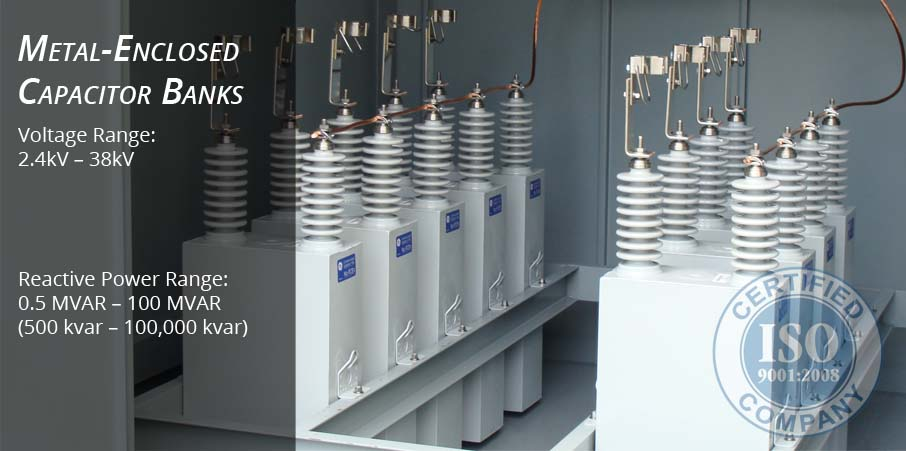 METAL-ENCLOSED
CAPACITOR BANKS
Voltage Range:
2.4kV – 38kV
Reactive Power Range:
0.5 MVAR – 100 MVAR
(500 kvar – 100,000 kvar)
CERTIFIED
ISO
9001:2008
COMPANY